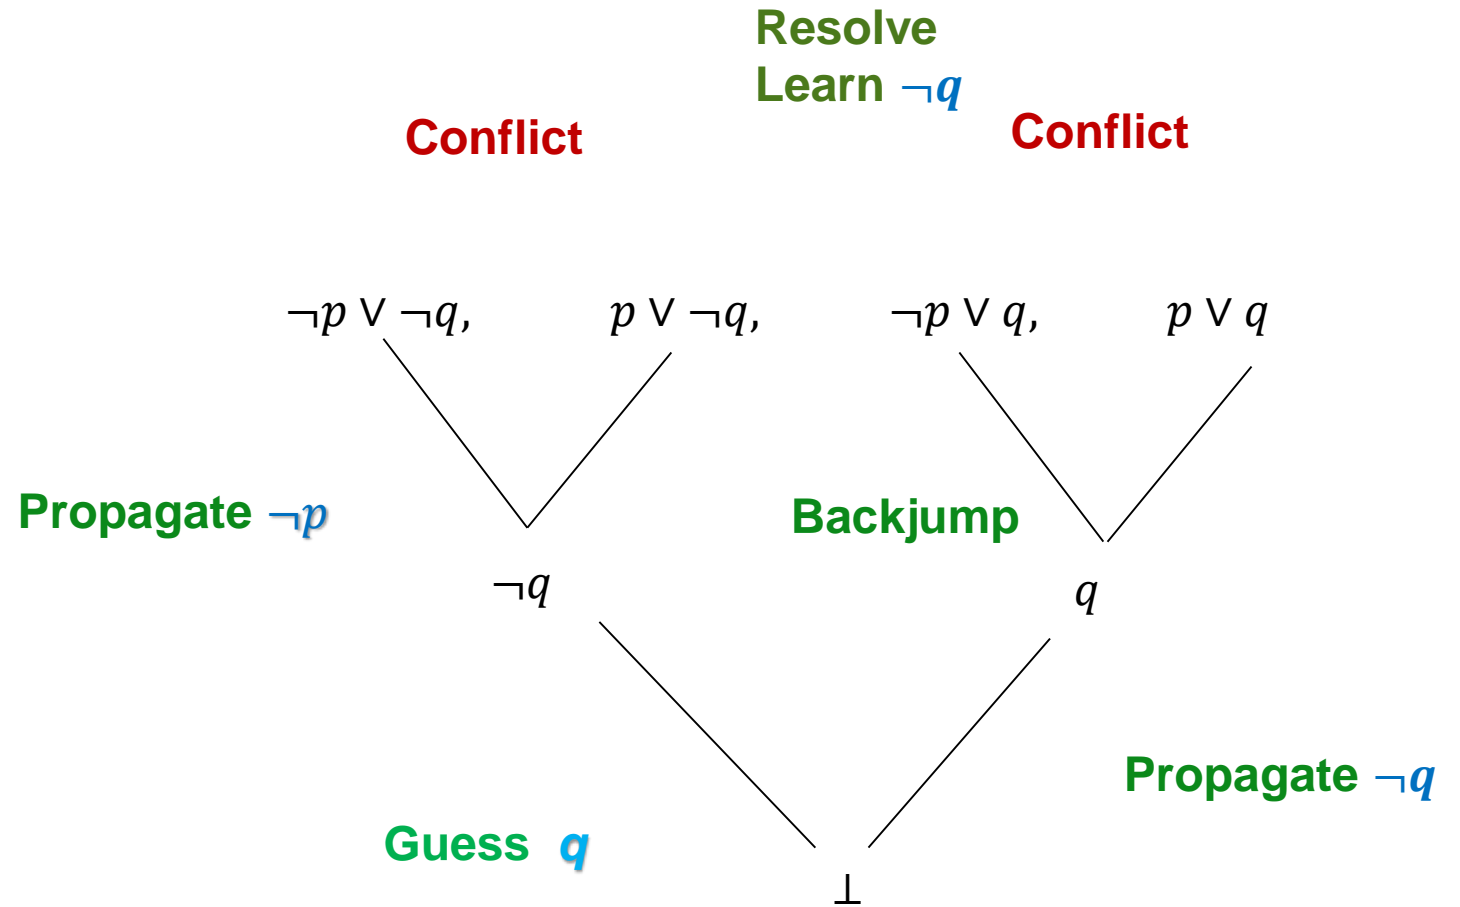 Resolve
Learn ¬q
Conflict
Conflict
¬p ∨ ¬q,
p ∨ ¬q,
¬p ∨ q,
p ∨ q
Propagate ¬p
Backjump
¬q
q
Propagate ¬q
Guess q
⊥